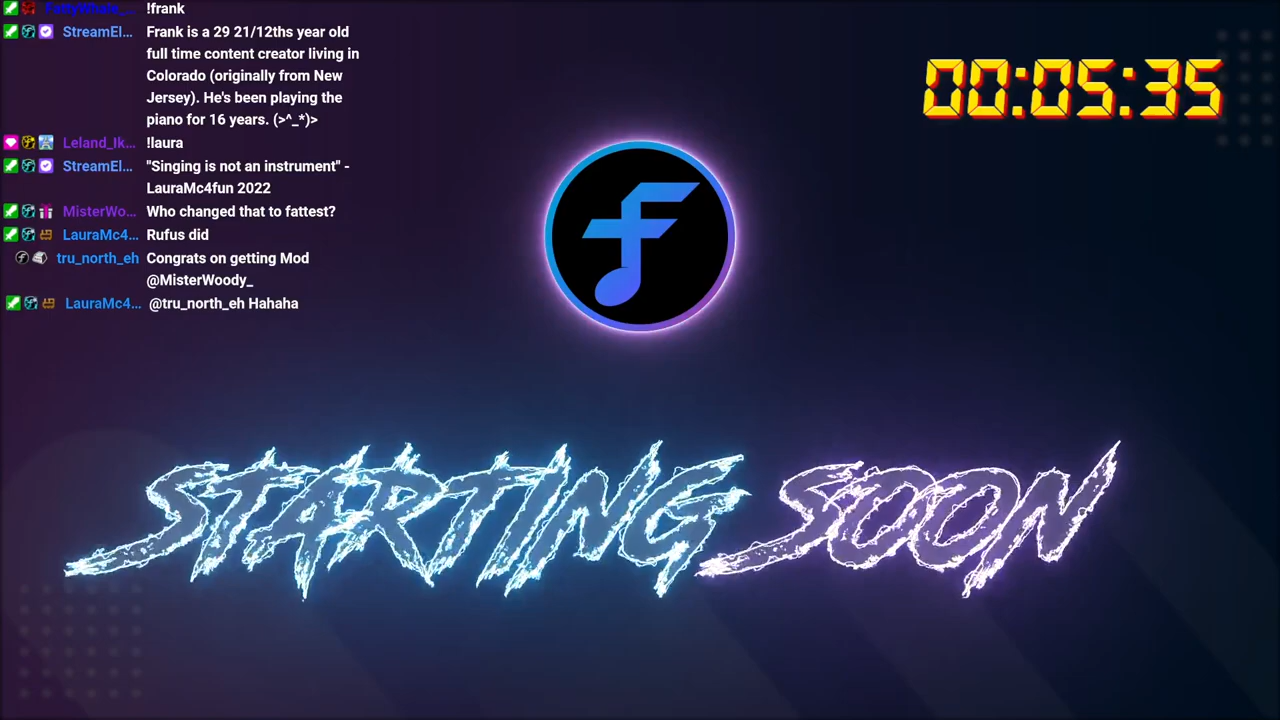 FattyWhale_... !frank
StreamEl... Frank is a 29 21/12ths year old
full time content creator living in
Colorado (originally from New
Jersey). He's been playing the
piano for 16 years. (>^_*)>
Leland_Ik... !laura
StreamEl... "Singing is not an instrument" -
LauraMc4fun 2022
MisterWo... Who changed that to fattest?
LauraMc4... Rufus did
tru_north_eh Congrats on getting Mod
@MisterWoody_
LauraMc4... @tru_north_eh Hahaha
00:05:35
STARTING SOON